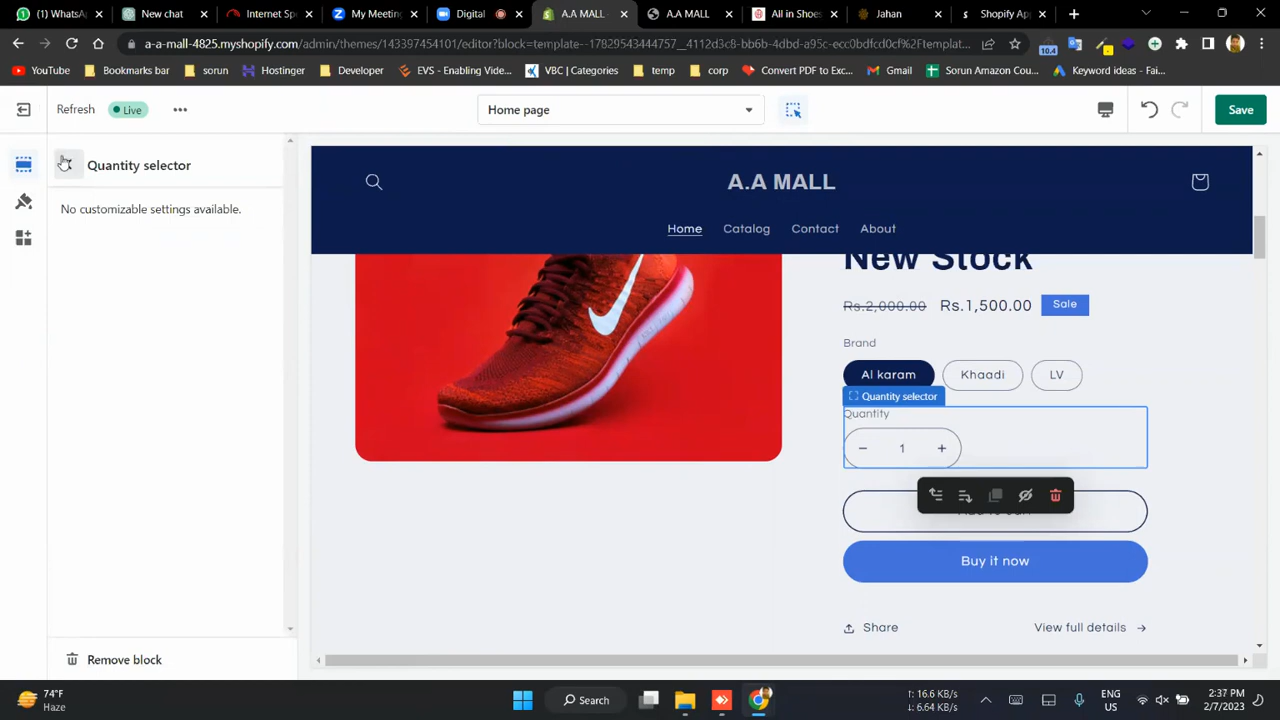 (1) WhatsA
New chat
Internet Sp
My Meetin
Digital
A.A MALL
A.A MALL
All in Shoes
Jahan
Shopify Ap
a-a-mall-4825.myshopify.com/admin/themes/143397454101/editor?block=template--17829543444757__4112d3c8-bb6b-4dbd-a95c-ecc0bdfcd0cf%2Ftemplat...
10.4
YouTube
Bookmarks bar
sorun
Hostinger
Developer
EVS - Enabling Vide...
VBC | Categories
temp
corp
Convert PDF to Exc...
Gmail
Sorun Amazon Cou...
Keyword ideas - Fai...
Refresh
Live
Home page
Save
Quantity selector
No customizable settings available.
A.A MALL
Home
Catalog
Contact
About
New Stock
Rs.2,000.00
Rs.1,500.00
Sale
Brand
Al karam
Khaadi
LV
Quantity selector
Quantity
− 1 +
Buy it now
Share
View full details →
Remove block
74°F
Haze
Search
↑: 16.6 KB/s
↓: 6.64 KB/s
ENG
US
2:37 PM
2/7/2023